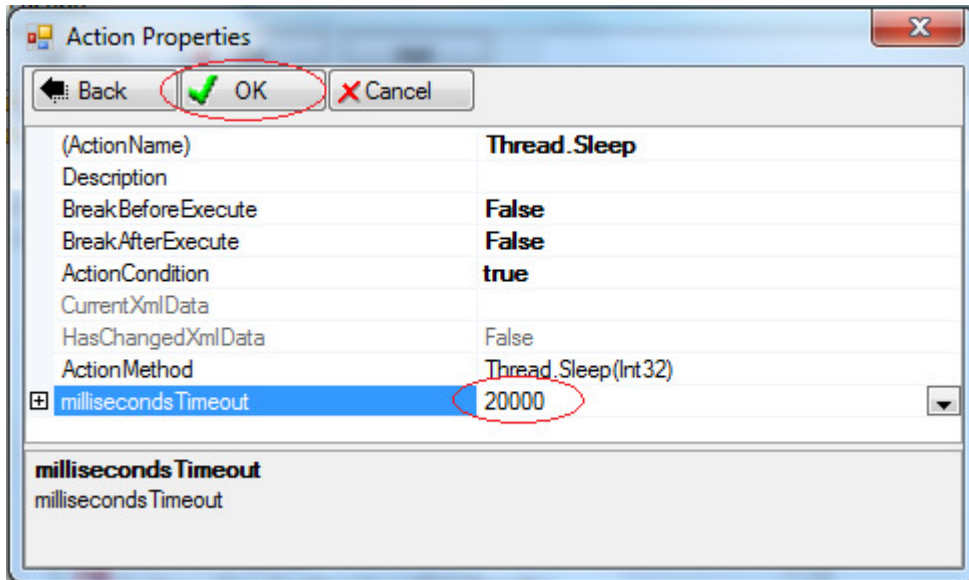 Action Properties
Back OK Cancel
(ActionName) Thread.Sleep
Description
BreakBeforeExecute False
BreakAfterExecute False
ActionCondition true
CurrentXmlData
HasChangedXmlData False
ActionMethod Thread.Sleep(Int32)
millisecondsTimeout 20000
millisecondsTimeout
millisecondsTimeout